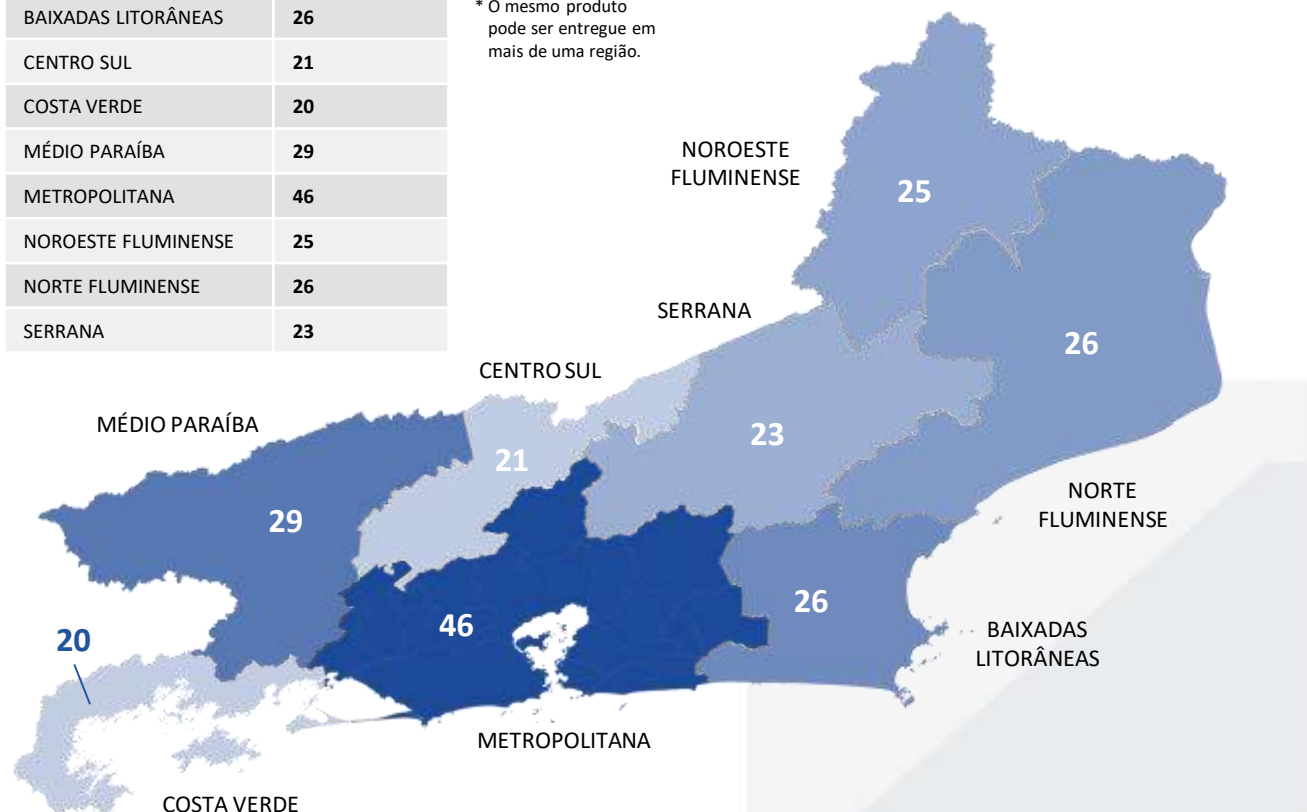 BAIXADAS LITORÂNEAS 26
CENTRO SUL 21
COSTA VERDE 20
MÉDIO PARAÍBA 29
METROPOLITANA 46
NOROESTE FLUMINENSE 25
NORTE FLUMINENSE 26
SERRANA 23
* O mesmo produto
pode ser entregue em
mais de uma região.
NOROESTE
FLUMINENSE
25
SERRANA
26
CENTRO SUL
MÉDIO PARAÍBA
23
21
29
NORTE
FLUMINENSE
26
46
20
BAIXADAS
LITORÂNEAS
METROPOLITANA
COSTA VERDE